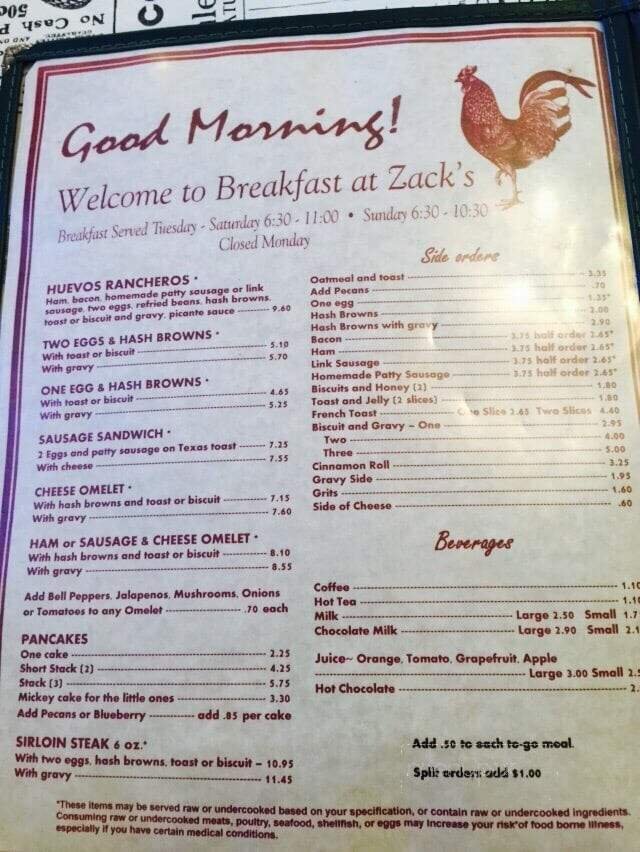 50¢
No Cash, P
Good Morning!
Welcome to Breakfast at Zack's
Breakfast Served Tuesday - Saturday 6:30 - 11:00 • Sunday 6:30 - 10:30
Closed Monday
HUEVOS RANCHEROS *
Ham, bacon, homemade patty sausage or link
sausage, two eggs, refried beans, hash browns,
toast or biscuit and gravy, picante sauce 9.60
TWO EGGS & HASH BROWNS *
With toast or biscuit 5.10
With gravy 5.70
ONE EGG & HASH BROWNS *
With toast or biscuit 4.65
With gravy 5.25
SAUSAGE SANDWICH *
2 Eggs and patty sausage on Texas toast 7.25
With cheese 7.55
CHEESE OMELET *
With hash browns and toast or biscuit 7.15
With gravy 7.60
HAM or SAUSAGE & CHEESE OMELET *
With hash browns and toast or biscuit 8.10
With gravy 8.55
Add Bell Peppers, Jalapenos, Mushrooms, Onions
or Tomatoes to any Omelet .70 each
PANCAKES
One cake 2.25
Short Stack (2) 4.25
Stack (3) 5.75
Mickey cake for the little ones 3.30
Add Pecans or Blueberry add .85 per cake
SIRLOIN STEAK 6 oz.*
With two eggs, hash browns, toast or biscuit – 10.95
With gravy 11.45
Side orders
Oatmeal and toast 3.35
Add Pecans .70
One egg 1.35*
Hash Browns 2.00
Hash Browns with gravy 2.90
Bacon 3.75 half order 2.65*
Ham 3.75 half order 2.65*
Link Sausage 3.75 half order 2.65*
Homemade Patty Sausage 3.75 half order 2.65*
Biscuits and Honey (2) 1.80
Toast and Jelly (2 slices) 1.80
French Toast One Slice 2.65 Two Slices 4.40
Biscuit and Gravy – One 2.95
Two 4.00
Three 5.00
Cinnamon Roll 3.25
Gravy Side 1.95
Grits 1.60
Side of Cheese .60
Beverages
Coffee 1.10
Hot Tea 1.10
Milk Large 2.50 Small 1.7
Chocolate Milk Large 2.90 Small 2.1
Juice~ Orange, Tomato, Grapefruit, Apple
Large 3.00 Small 2.5
Hot Chocolate 2.
Add .50 to each to-go meal.
Split orders add $1.00
*These items may be served raw or undercooked based on your specification, or contain raw or undercooked ingredients.
Consuming raw or undercooked meats, poultry, seafood, shellfish, or eggs may increase your risk*of food borne illness,
especially if you have certain medical conditions.